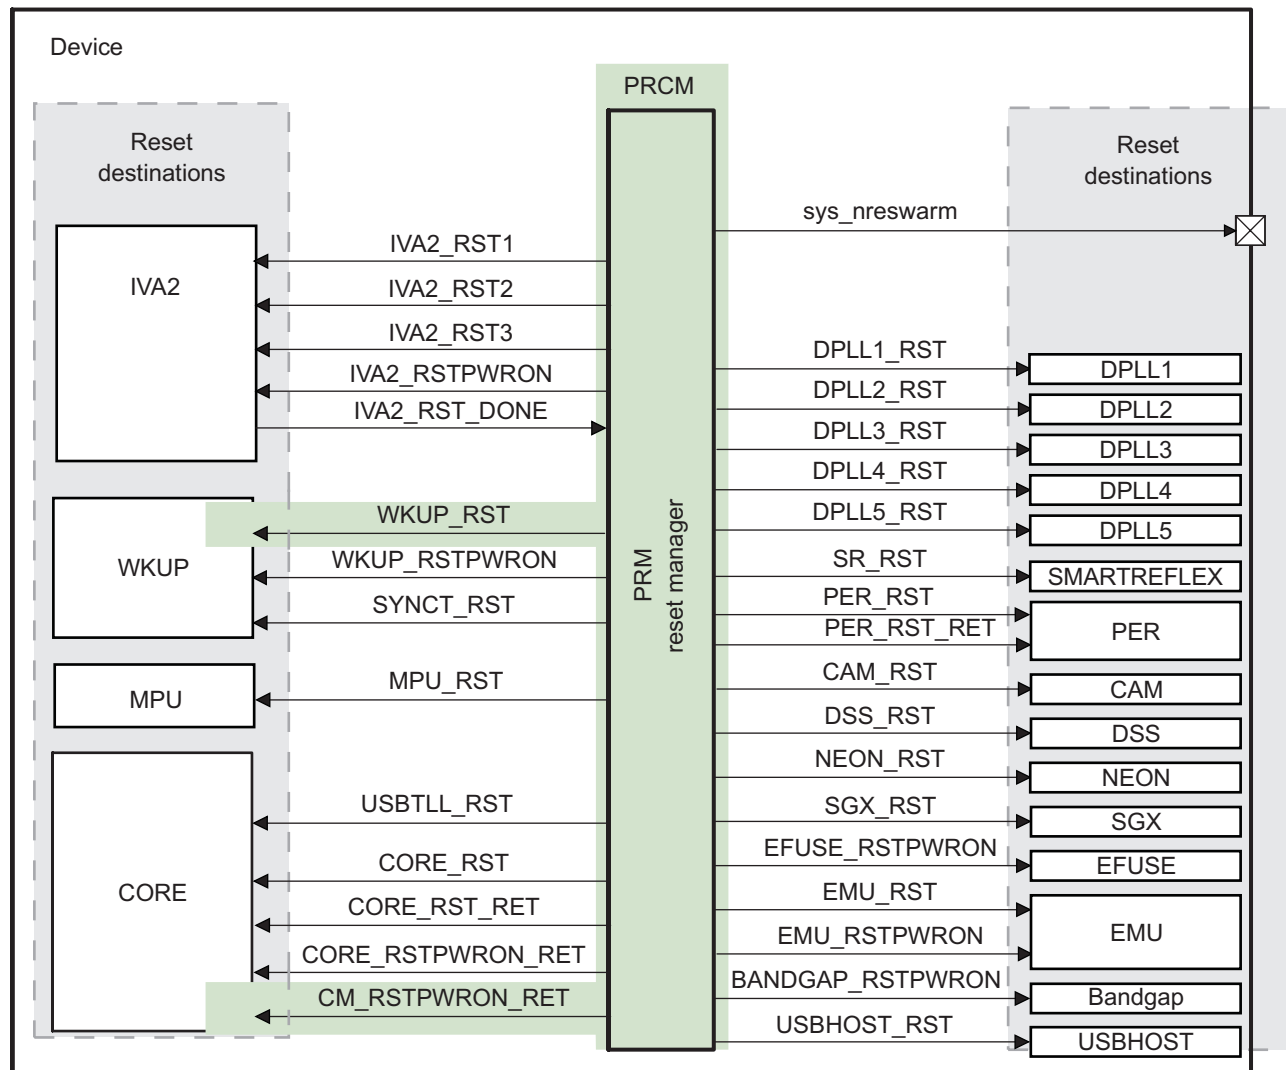 Device
PRCM
Reset
destinations
Reset
destinations
sys_nreswarm
IVA2_RST1
IVA2
IVA2_RST2
IVA2_RST3
IVA2_RSTPWRON
IVA2_RST_DONE
WKUP_RST
WKUP
WKUP_RSTPWRON
SYNCT_RST
MPU_RST
MPU
USBTLL_RST
CORE_RST
CORE
CORE_RST_RET
CORE_RSTPWRON_RET
CM_RSTPWRON_RET
PRM
reset manager
DPLL1_RST
DPLL1
DPLL2_RST
DPLL2
DPLL3_RST
DPLL3
DPLL4_RST
DPLL4
DPLL5_RST
DPLL5
SR_RST
SMARTREFLEX
PER_RST
PER_RST_RET
PER
CAM_RST
CAM
DSS_RST
DSS
NEON_RST
NEON
SGX_RST
SGX
EFUSE_RSTPWRON
EFUSE
EMU_RST
EMU
EMU_RSTPWRON
BANDGAP_RSTPWRON
Bandgap
USBHOST_RST
USBHOST